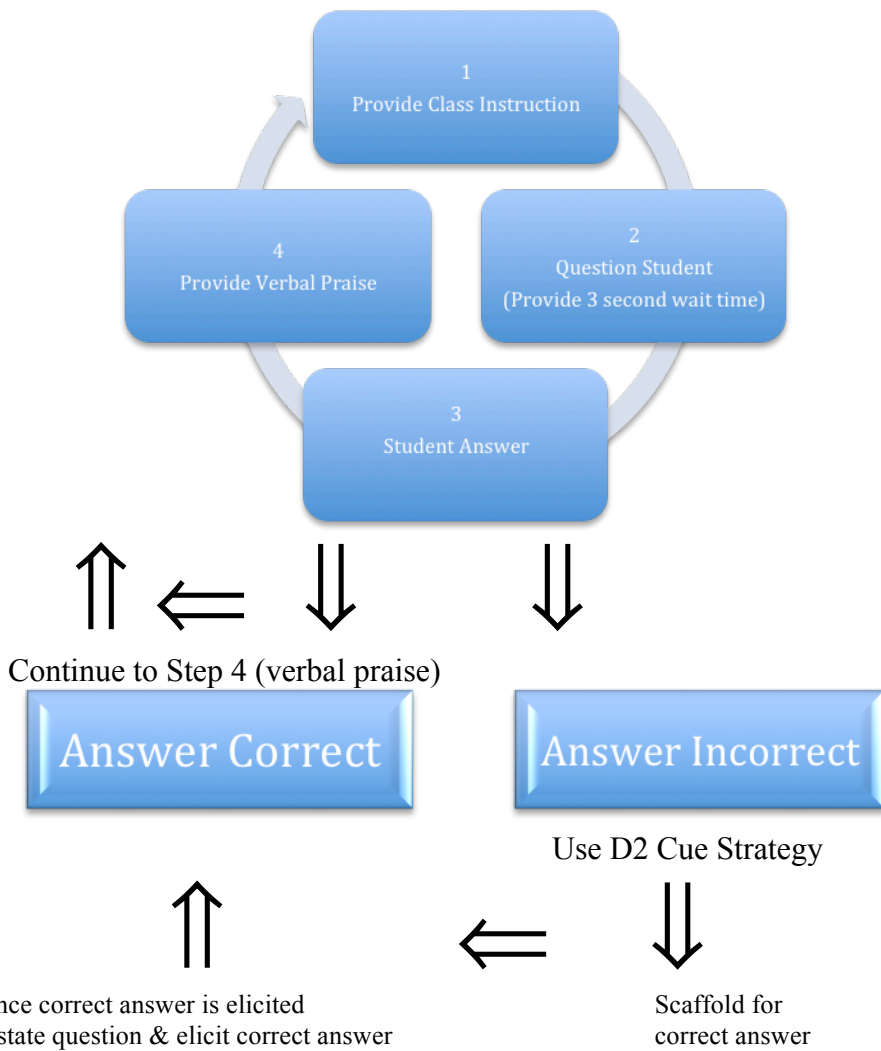 1
Provide Class Instruction
4
Provide Verbal Praise
2
Question Student
(Provide 3 second wait time)
3
Student Answer
Continue to Step 4 (verbal praise)
Answer Correct
Answer Incorrect
Use D2 Cue Strategy
correct answer is elicited
question & elicit correct answer
Scaffold for
correct answer